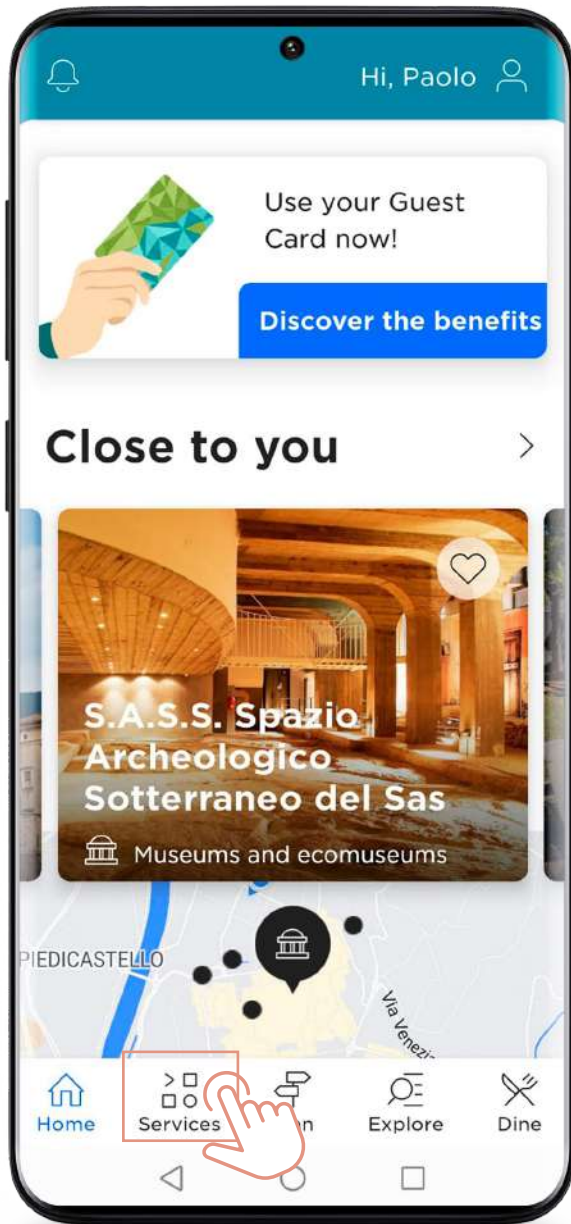 Hi, Paolo
Use your Guest
Card now!
Discover the benefits
Close to you
S.A.S.S. Spazio
Archeologico
Sotterraneo del Sas
Museums and ecomuseums
PIEDICASTELLO
Via Venezia
Home
Services
Explore
Dine